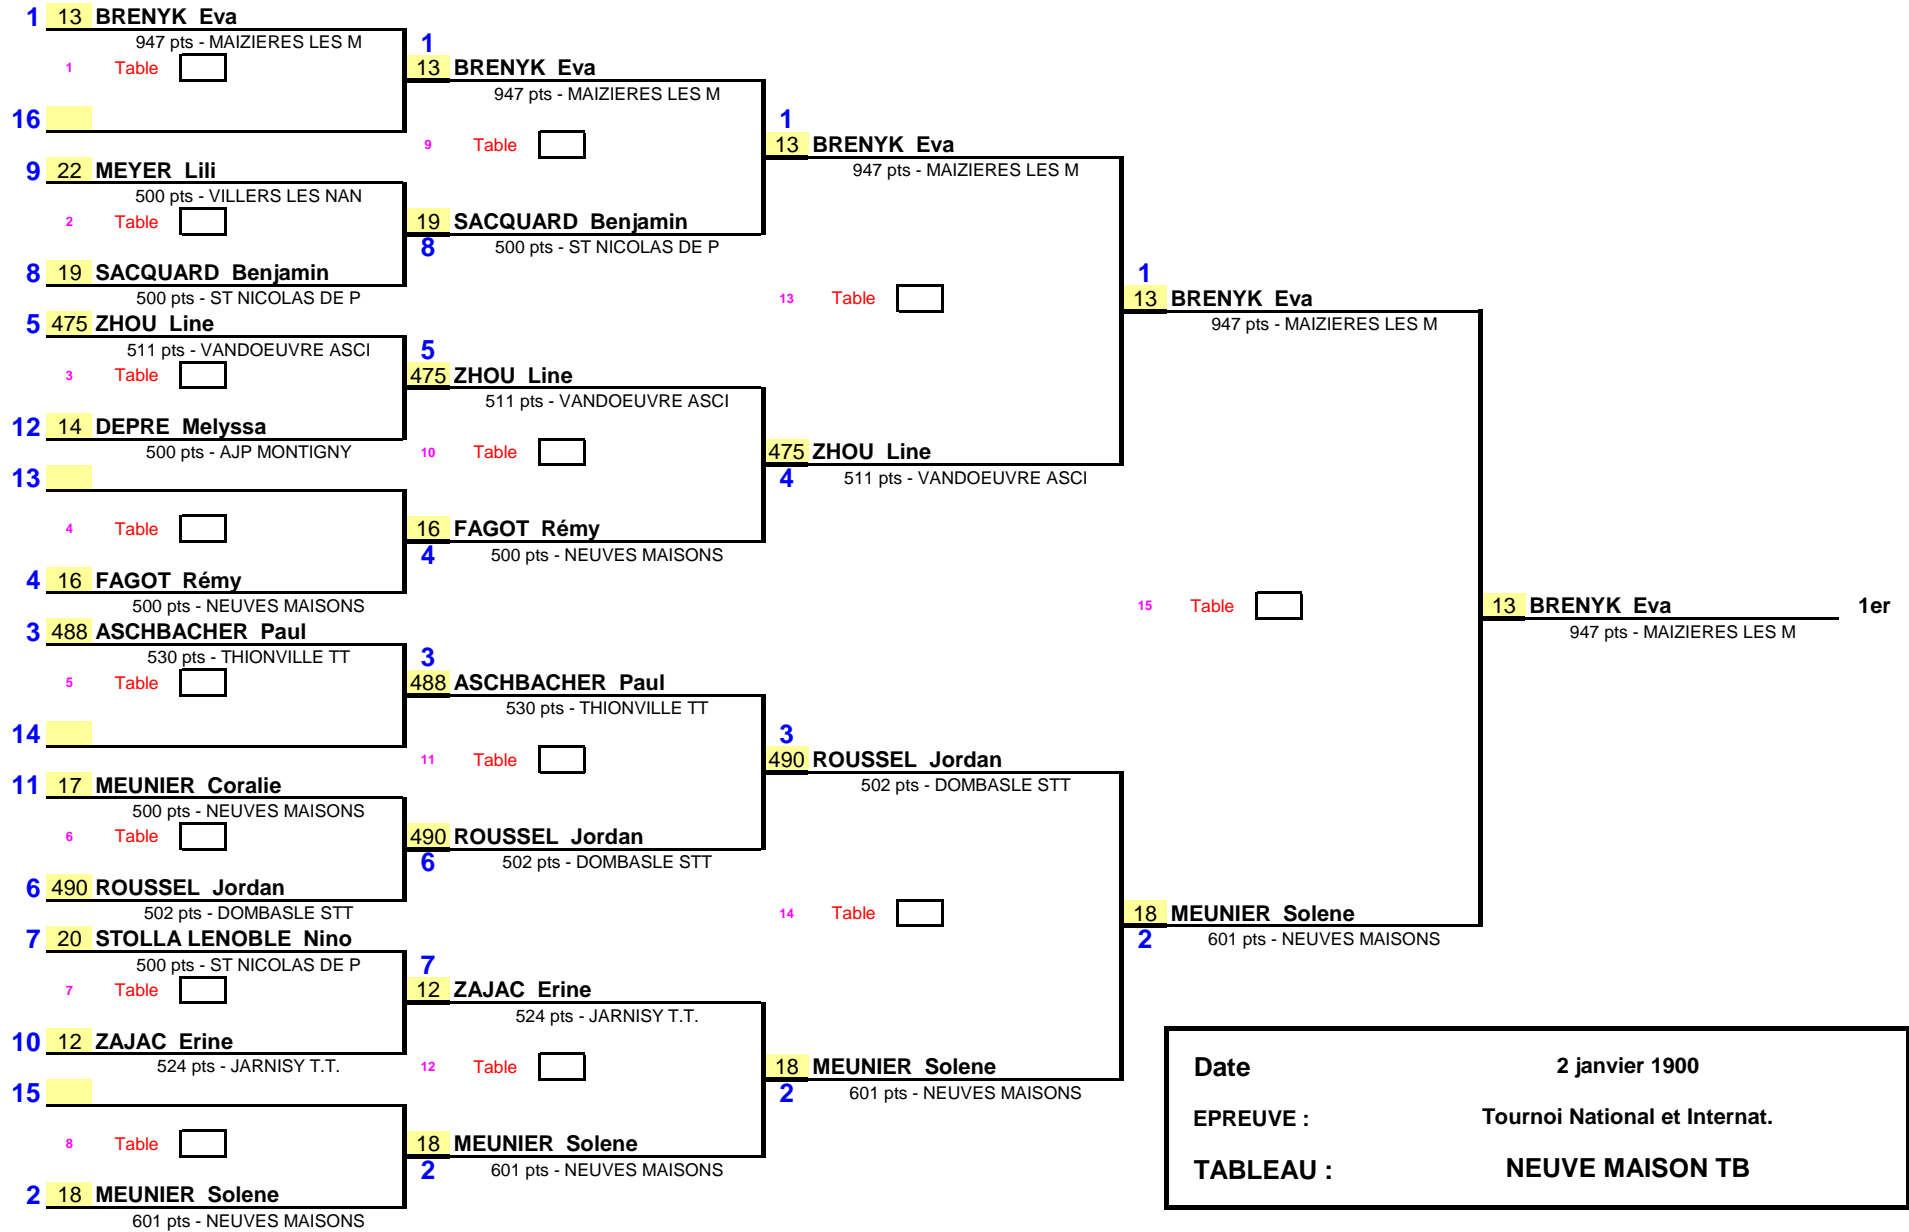 1 13 BRENYK Eva
947 pts - MAIZIERES LES M
1 Table
16
9 22 MEYER Lili
500 pts - VILLERS LES NAN
2 Table
8 19 SACQUARD Benjamin
500 pts - ST NICOLAS DE P
5 475 ZHOU Line
511 pts - VANDOEUVRE ASCI
3 Table
12 14 DEPRE Melyssa
500 pts - AJP MONTIGNY
13
4 Table
4 16 FAGOT Rémy
500 pts - NEUVES MAISONS
3 488 ASCHBACHER Paul
530 pts - THIONVILLE TT
5 Table
14
11 17 MEUNIER Coralie
500 pts - NEUVES MAISONS
6 Table
6 490 ROUSSEL Jordan
502 pts - DOMBASLE STT
7 20 STOLLA LENOBLE Nino
500 pts - ST NICOLAS DE P
7 Table
10 12 ZAJAC Erine
524 pts - JARNISY T.T.
15
8 Table
2 18 MEUNIER Solene
601 pts - NEUVES MAISONS
1
13 BRENYK Eva
947 pts - MAIZIERES LES M
9 Table
19 SACQUARD Benjamin
8 500 pts - ST NICOLAS DE P
5
475 ZHOU Line
511 pts - VANDOEUVRE ASCI
10 Table
16 FAGOT Rémy
4 500 pts - NEUVES MAISONS
3
488 ASCHBACHER Paul
530 pts - THIONVILLE TT
11 Table
490 ROUSSEL Jordan
6 502 pts - DOMBASLE STT
7
12 ZAJAC Erine
524 pts - JARNISY T.T.
12 Table
18 MEUNIER Solene
2 601 pts - NEUVES MAISONS
1
13 BRENYK Eva
947 pts - MAIZIERES LES M
13 Table
475 ZHOU Line
4 511 pts - VANDOEUVRE ASCI
3
490 ROUSSEL Jordan
502 pts - DOMBASLE STT
14 Table
18 MEUNIER Solene
2 601 pts - NEUVES MAISONS
1
13 BRENYK Eva
947 pts - MAIZIERES LES M
15 Table
18 MEUNIER Solene
2 601 pts - NEUVES MAISONS
13 BRENYK Eva 1er
947 pts - MAIZIERES LES M
Date 2 janvier 1900
EPREUVE : Tournoi National et Internat.
TABLEAU : NEUVE MAISON TB